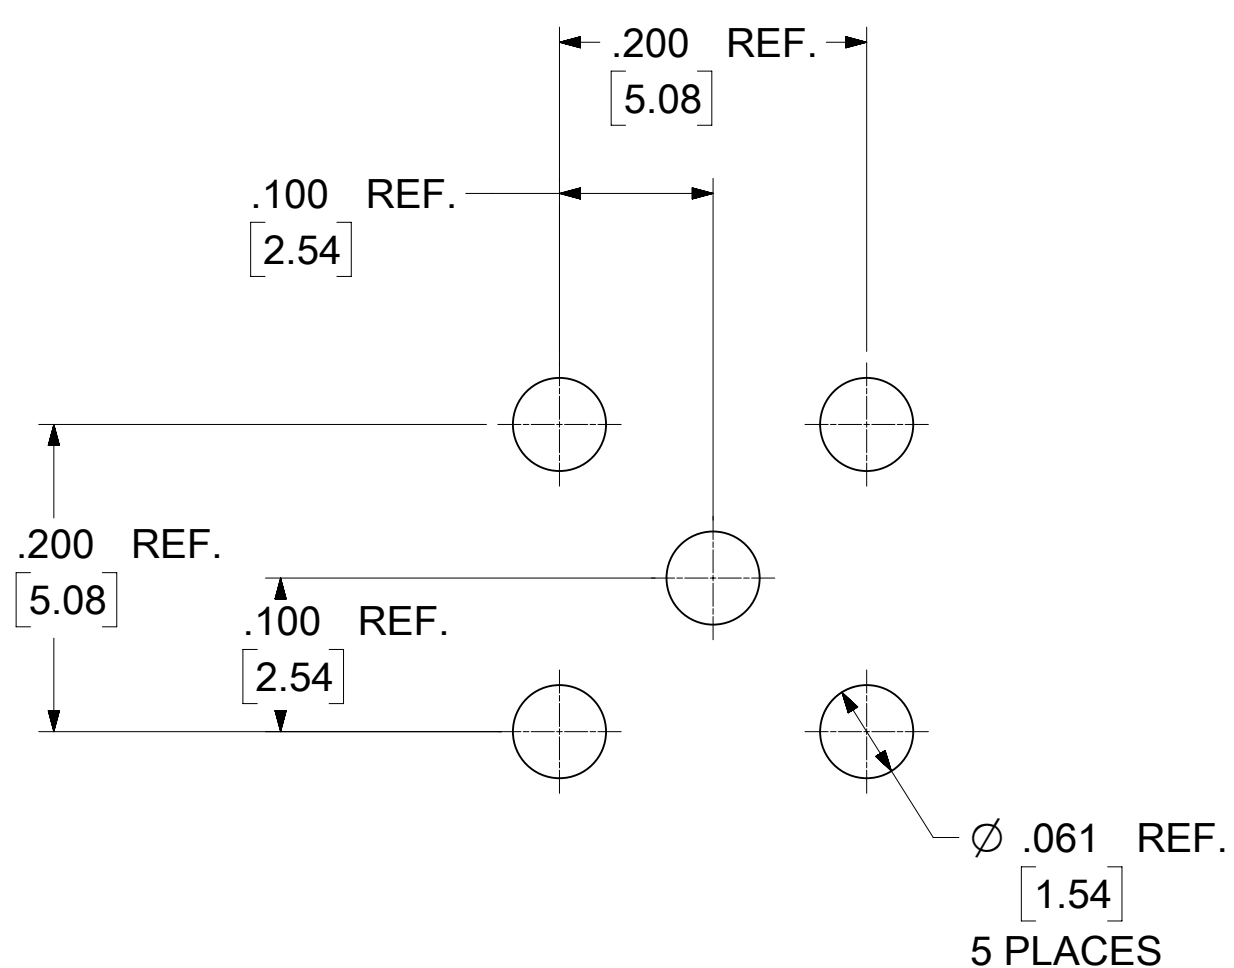 .200 REF.
[5.08]
.100 REF.
[2.54]
.200 REF.
[5.08]
.100 REF.
[2.54]
∅ .061 REF.
[1.54]
5 PLACES